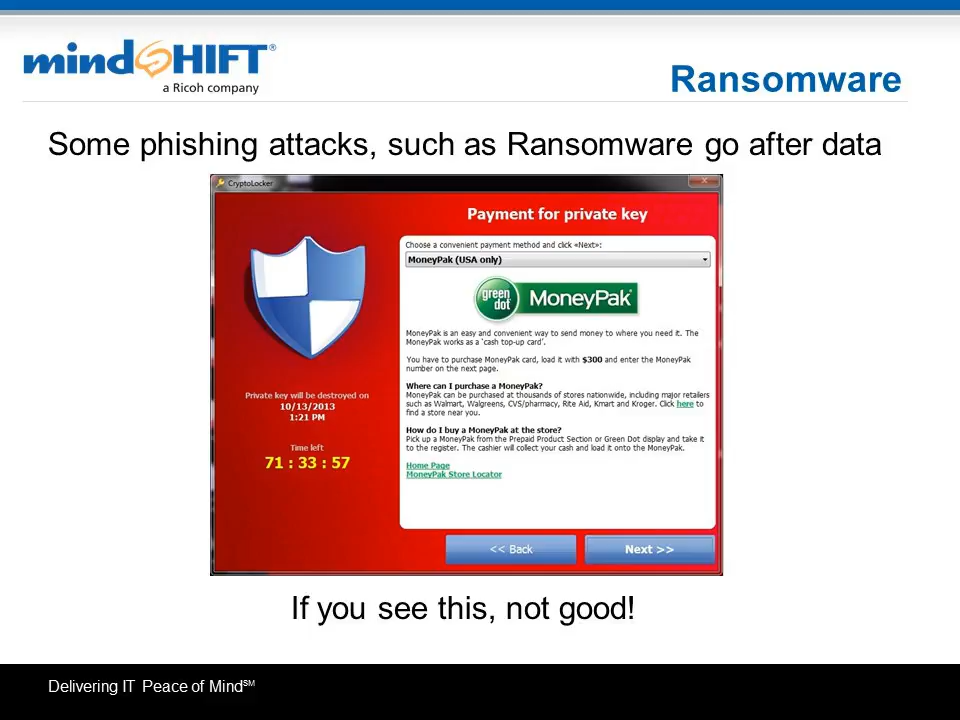 mindSHIFT®
a Ricoh company
Ransomware
Some phishing attacks, such as Ransomware go after data
CryptoLocker
Payment for private key
Choose a convenient payment method and click «Next»:
MoneyPak (USA only)
green dot MoneyPak®
MoneyPak is an easy and convenient way to send money to where you need it. The
MoneyPak works as a 'cash top-up card'.
You have to purchase MoneyPak card, load it with $300 and enter the MoneyPak
number on the next page.
Where can I purchase a MoneyPak?
MoneyPak can be purchased at thousands of stores nationwide, including major retailers
such as Walmart, Walgreens, CVS/pharmacy, Rite Aid, Kmart and Kroger. Click here to
find a store near you.
How do I buy a MoneyPak at the store?
Pick up a MoneyPak from the Prepaid Product Section or Green Dot display and take it
to the register. The cashier will collect your cash and load it onto the MoneyPak.
Home Page
MoneyPak Store Locator
Private key will be destroyed on
10/13/2013
1:21 PM
Time left
71 : 33 : 57
<< Back
Next >>
If you see this, not good!
Delivering IT Peace of Mind℠